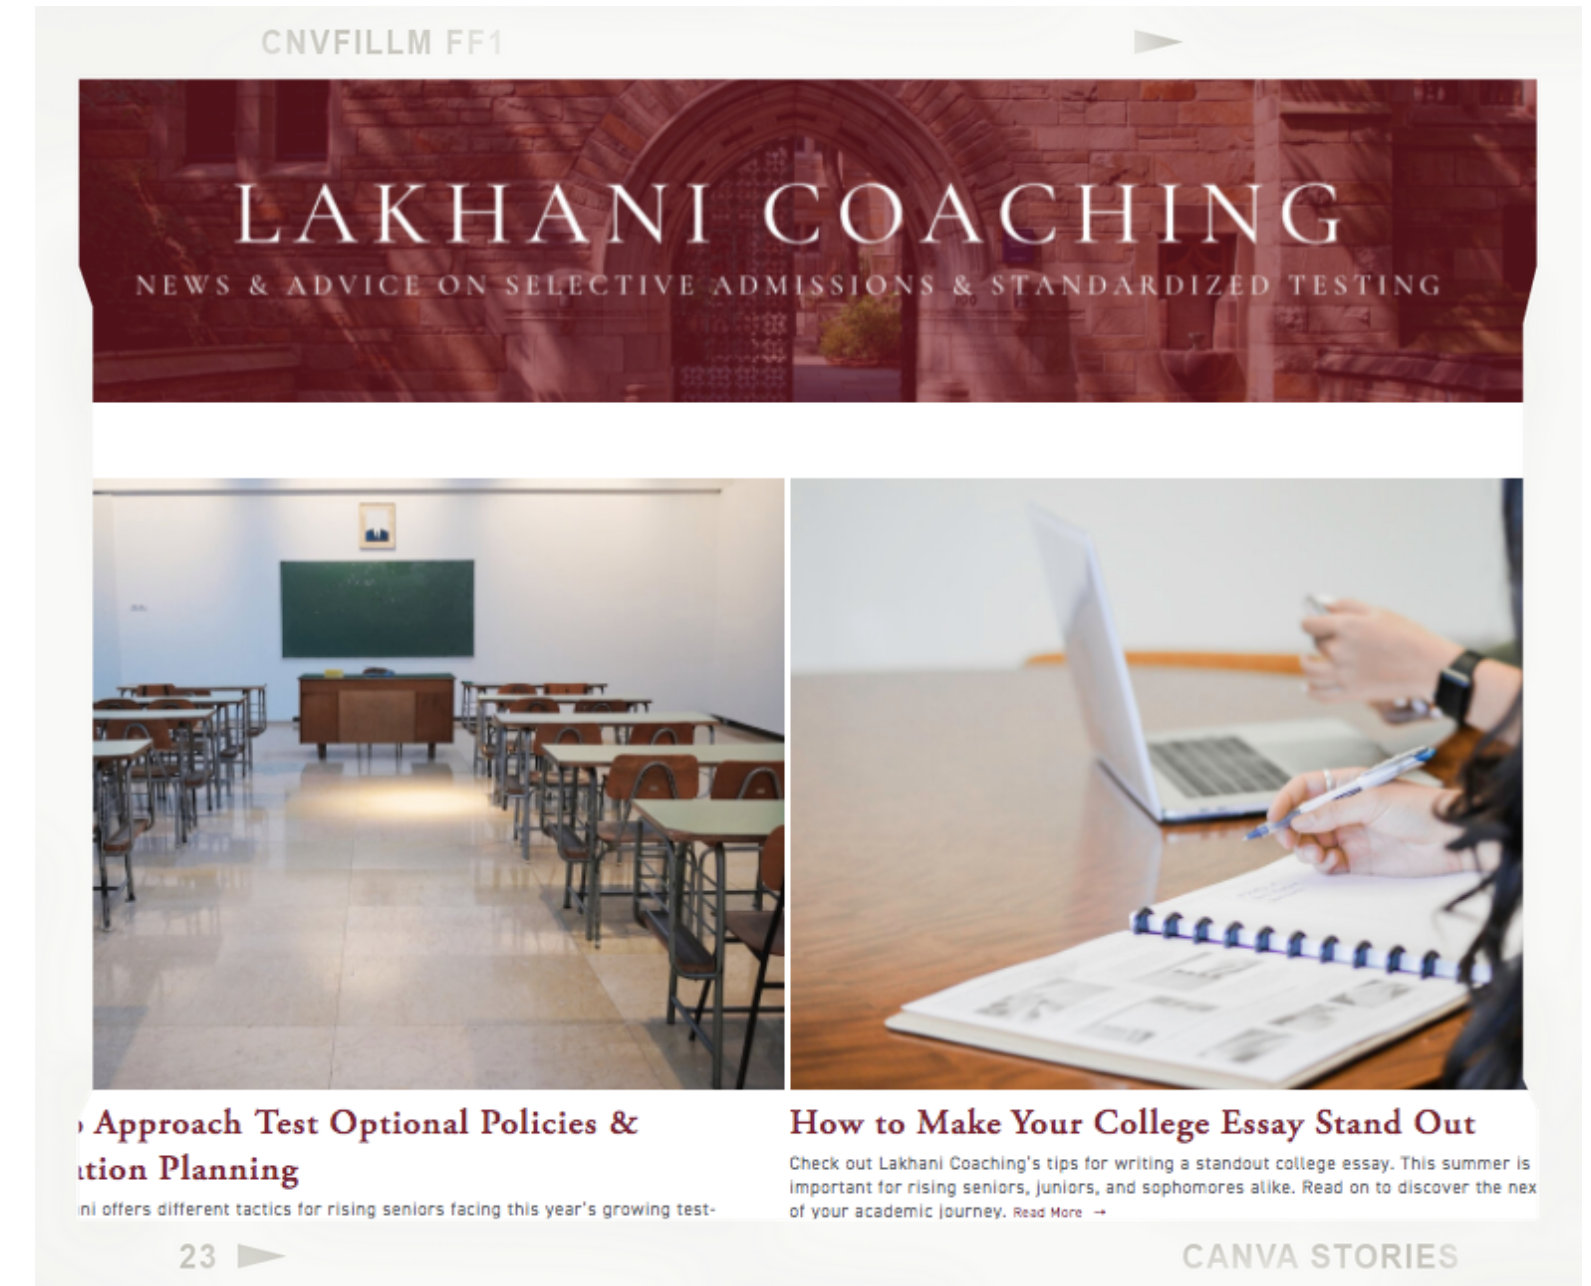 CNVFILLM FF1
LAKHANI COACHING
NEWS & ADVICE ON SELECTIVE ADMISSIONS & STANDARDIZED TESTING
Approach Test Optional Policies &
ation Planning
ani offers different tactics for rising seniors facing this year's growing test-
How to Make Your College Essay Stand Out
Check out Lakhani Coaching's tips for writing a standout college essay. This summer is
important for rising seniors, juniors, and sophomores alike. Read on to discover the nex
of your academic journey. Read More →
23
CANVA STORIES